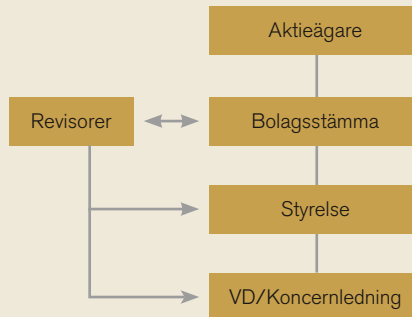 Aktieägare
Revisorer
Bolagsstämma
Styrelse
VD/Koncernledning